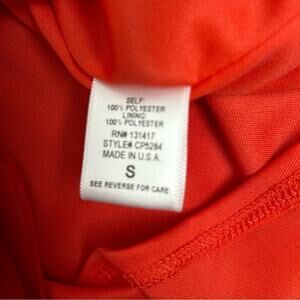 SELF:
100% POLYESTER
LINING:
100% POLYESTER
RN# 131417
STYLE# CP5284
MADE IN U.S.A.
S
SEE REVERSE FOR CARE